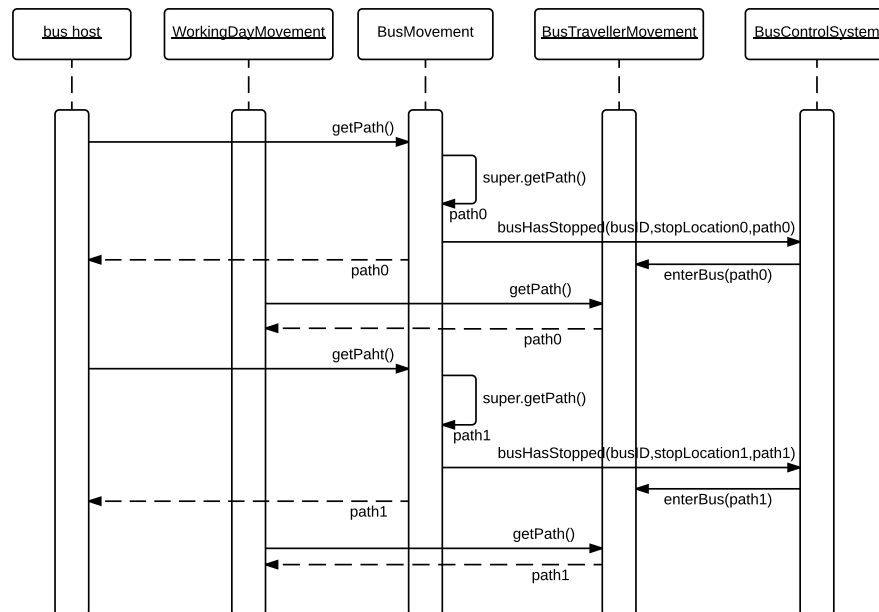 bus host
WorkingDayMovement
BusMovement
BusTravellerMovement
BusControlSystem
getPath()
super.getPath()
path0
busHasStopped(busID,stopLocation0,path0)
path0
enterBus(path0)
getPath()
path0
getPaht()
super.getPath()
path1
busHasStopped(busID,stopLocation1,path1)
path1
enterBus(path1)
getPath()
path1